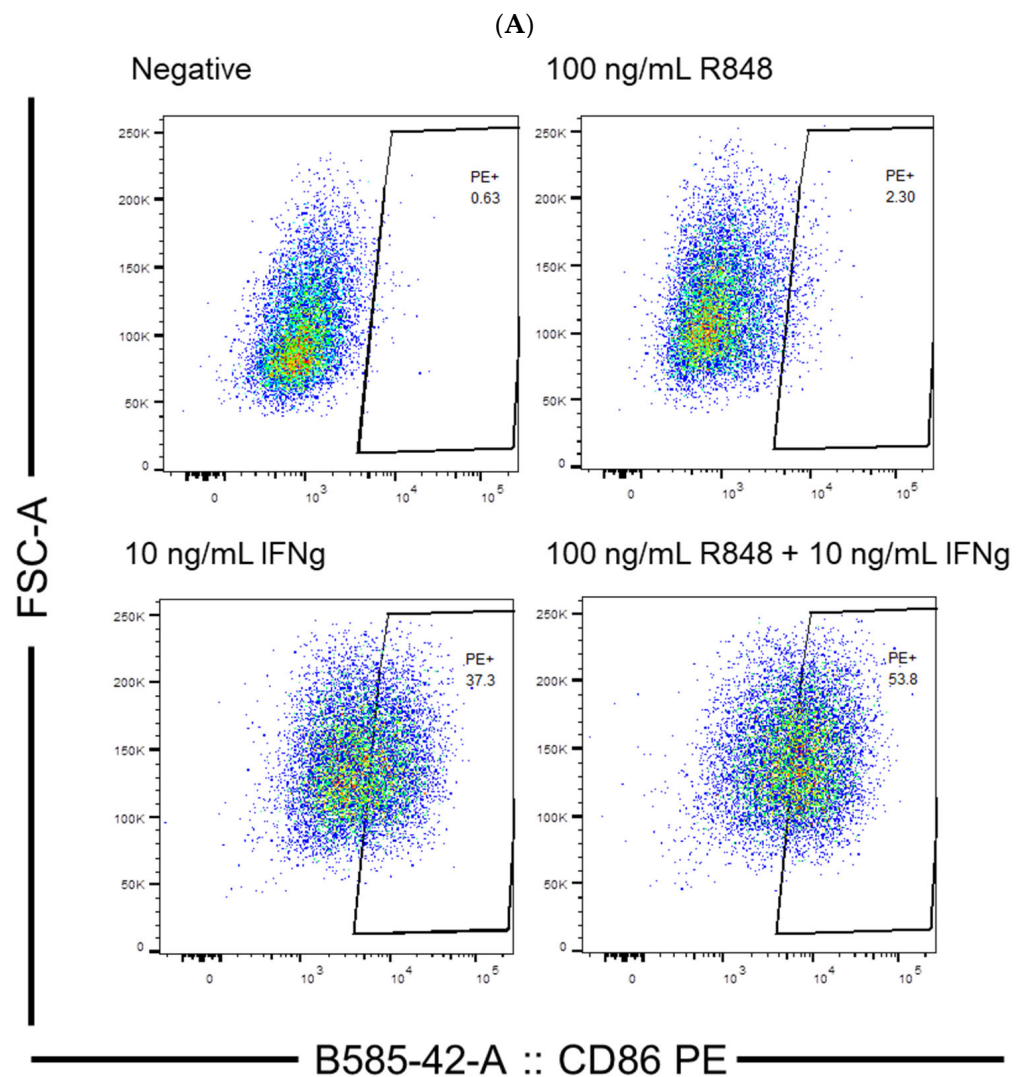 (A)
Negative
100 ng/mL R848
250K
200K
150K
100K
50K
0
PE+
0.63
0
10³
10⁴
10⁵
250K
200K
150K
100K
50K
0
PE+
2.30
0
10³
10⁴
10⁵
FSC-A
10 ng/mL IFNg
100 ng/mL R848 + 10 ng/mL IFNg
250K
200K
150K
100K
50K
0
PE+
37.3
0
10³
10⁴
10⁵
250K
200K
150K
100K
50K
0
PE+
53.8
0
10³
10⁴
10⁵
B585-42-A :: CD86 PE